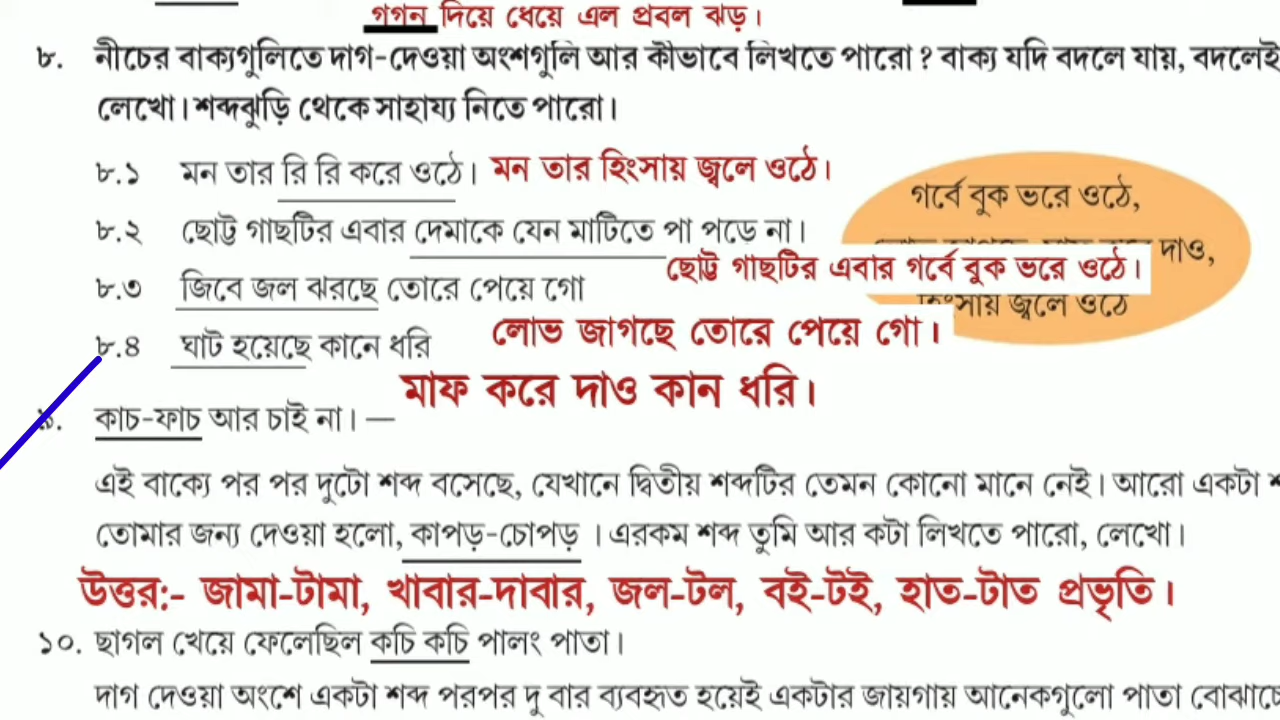 গগন দিয়ে ধেয়ে এল প্রবল ঝড়।
৮. নীচের বাক্যগুলিতে দাগ-দেওয়া অংশগুলি আর কীভাবে লিখতে পারো ? বাক্য যদি বদলে যায়, বদলেই
লেখো। শব্দঝুড়ি থেকে সাহায্য নিতে পারো।
৮.১ মন তার রি রি করে ওঠে। মন তার হিংসায় জ্বলে ওঠে।
গর্বে বুক ভরে ওঠে,
৮.২ ছোট্ট গাছটির এবার দেমাকে যেন মাটিতে পা পড়ে না।
দাও,
ছোট্ট গাছটির এবার গর্বে বুক ভরে ওঠে।
৮.৩ জিবে জল ঝরছে তোরে পেয়ে গো
হিংসায় জ্বলে ওঠে
লোভ জাগছে তোরে পেয়ে গো।
৮.৪ ঘাট হয়েছে কানে ধরি
মাফ করে দাও কান ধরি।
৯. কাচ-ফাচ আর চাই না। —
এই বাক্যে পর পর দুটো শব্দ বসেছে, যেখানে দ্বিতীয় শব্দটির তেমন কোনো মানে নেই। আরো একটা
তোমার জন্য দেওয়া হলো, কাপড়-চোপড় । এরকম শব্দ তুমি আর কটা লিখতে পারো, লেখো।
উত্তর:- জামা-টামা, খাবার-দাবার, জল-টল, বই-টই, হাত-টাত প্রভৃতি।
১০. ছাগল খেয়ে ফেলেছিল কচি কচি পালং পাতা।
দাগ দেওয়া অংশে একটা শব্দ পরপর দু বার ব্যবহৃত হয়েই একটার জায়গায় আনেকগুলো পাতা বোঝাচ্ছে